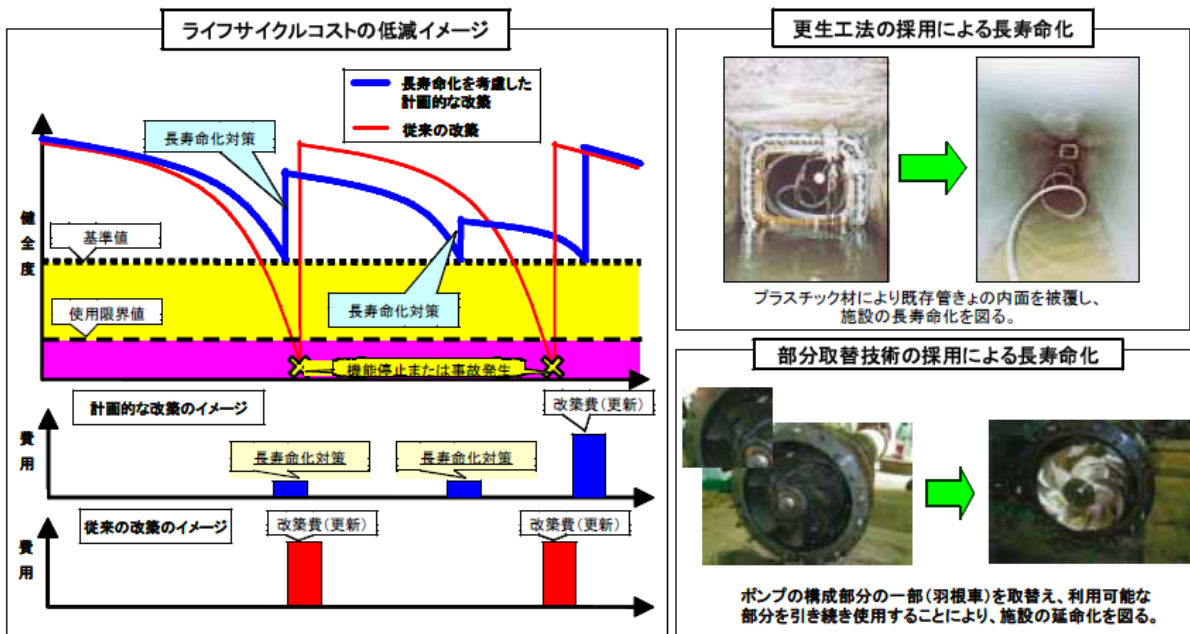 ライフサイクルコストの低減イメージ
長寿命化を考慮した
計画的な改築
従来の改築
長寿命化対策
健全度
基準値
長寿命化対策
使用限界値
機能停止または事故発生
計画的な改築のイメージ
改築費(更新)
費用
長寿命化対策
長寿命化対策
従来の改築のイメージ
改築費(更新)
改築費(更新)
費用
更生工法の採用による長寿命化
プラスチック材により既存管きょの内面を被覆し、
施設の長寿命化を図る。
部分取替技術の採用による長寿命化
ポンプの構成部分の一部(羽根車)を取替え、利用可能な
部分を引き続き使用することにより、施設の延命化を図る。